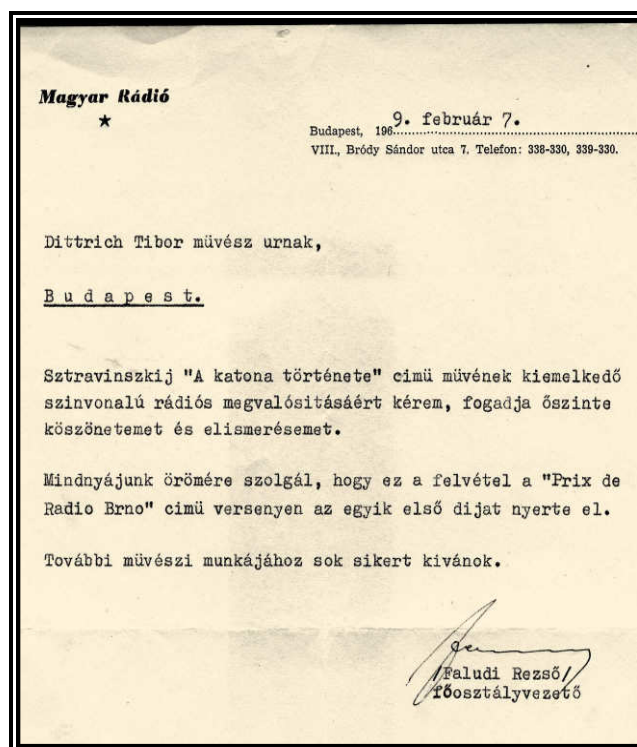 Magyar Rádió
Budapest, 1969. február 7.
VIII., Bródy Sándor utca 7. Telefon: 338-330, 339-330.
Dittrich Tibor müvész urnak,
Budapest.
Sztravinszkij "A katona története" cimü müvének kiemelkedő
szinvonalú rádiós megvalósitásáért kérem, fogadja őszinte
köszönetemet és elismerésemet.
Mindnyájunk örömére szolgál, hogy ez a felvétel a "Prix de
Radio Brno" cimü versenyen az egyik első dijat nyerte el.
További müvészi munkájához sok sikert kivánok.
/Faludi Rezső/
főosztályvezető